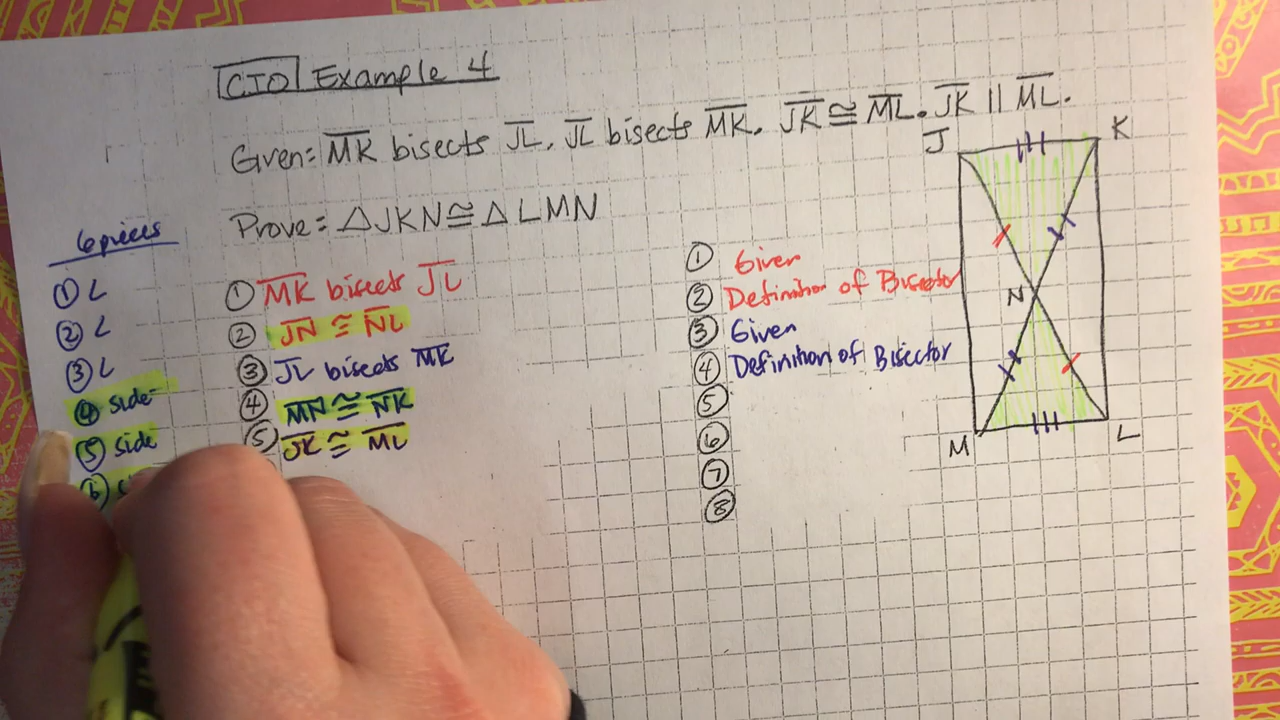 CIO Example 4
Given: MK bisects JL, JL bisects MK. JK ≅ ML. JK || ML.
Prove: △JKN ≅ △LMN
6 pieces
① ∠
② ∠
③ ∠
④ side
⑤ side
⑥
① MK bisects JL
② JN ≅ NL
③ JL bisects MK
④ MN ≅ NK
⑤ JK ≅ ML
① Given
② Definition of Bisector
③ Given
④ Definition of Bisector
⑤
⑥
⑦
⑧
J
K
N
M
L